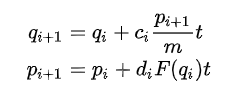 q_{i+1} = q_i + c_i \frac{p_{i+1}}{m} t
p_{i+1} = p_i + d_i F(q_i) t